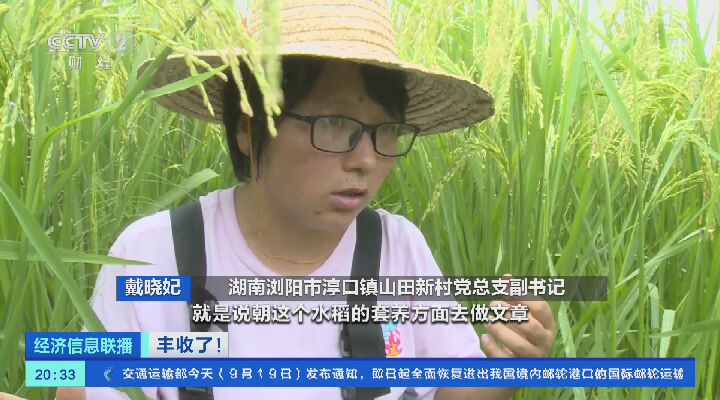 CCTV 2
财经
戴晓妃 湖南浏阳市淳口镇山田新村党总支副书记
就是说朝这个水稻的套养方面去做文章
经济信息联播 丰收了！
20:33 交通运输部今天（9月19日）发布通知，即日起全面恢复进出我国境内邮轮港口的国际邮轮运输